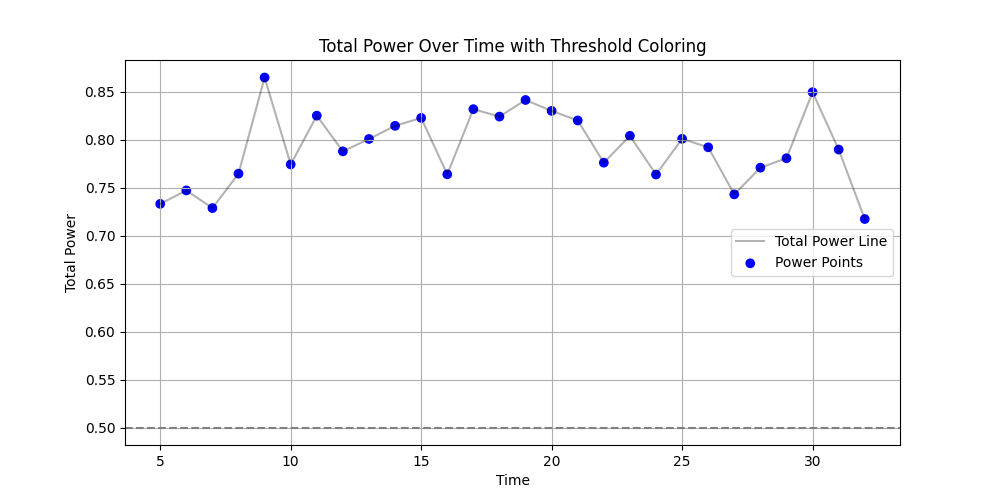 Total Power Over Time with Threshold Coloring
Total Power
0.85
0.80
0.75
0.70
0.65
0.60
0.55
0.50
Total Power Line
Power Points
5 10 15 20 25 30
Time